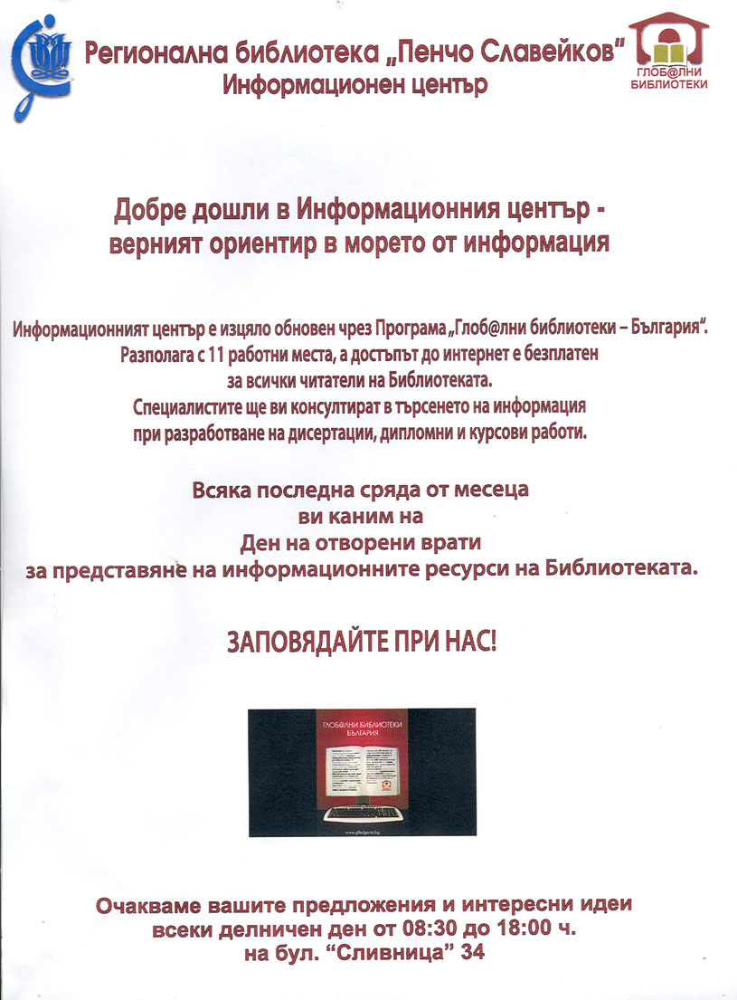 Регионална библиотека „Пенчо Славейков“
Информационен център
ГЛОБ@ЛНИ
БИБЛИОТЕКИ
Добре дошли в Информационния център -
верният ориентир в морето от информация
Информационният център е изцяло обновен чрез Програма „Глоб@лни библиотеки – България“.
Разполага с 11 работни места, а достъпът до интернет е безплатен
за всички читатели на Библиотеката.
Специалистите ще ви консултират в търсенето на информация
при разработване на дисертации, дипломни и курсови работи.
Всяка последна сряда от месеца
ви каним на
Ден на отворени врати
за представяне на информационните ресурси на Библиотеката.
ЗАПОВЯДАЙТЕ ПРИ НАС!
ГЛОБ@ЛНИ БИБЛИОТЕКИ
БЪЛГАРИЯ
www.glbulgaria.bg
Очакваме вашите предложения и интересни идеи
всеки делничен ден от 08:30 до 18:00 ч.
на бул. “Сливница” 34